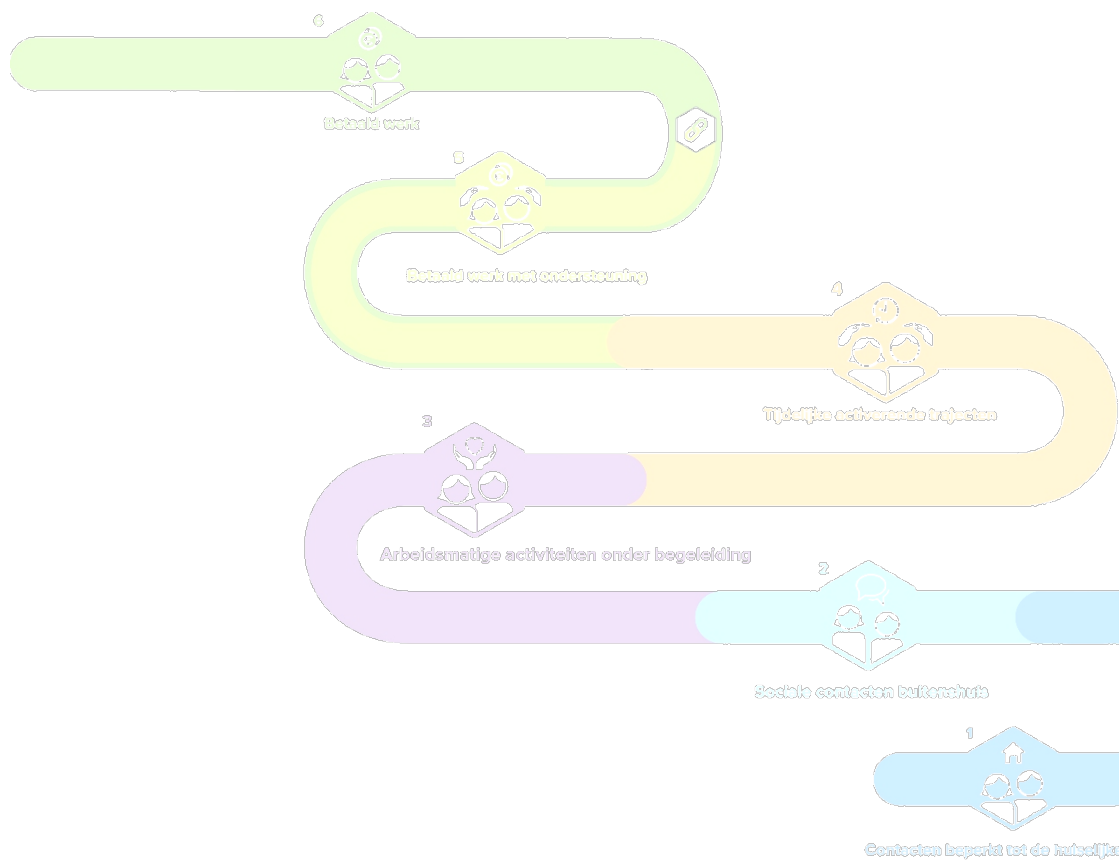 6
Betaald werk
5
Betaald werk met ondersteuning
4
Tijdelijke activerende trajecten
3
Arbeidsmatige activiteiten onder begeleiding
2
Sociale contacten buitenshuis
1
Contacten beperkt tot de